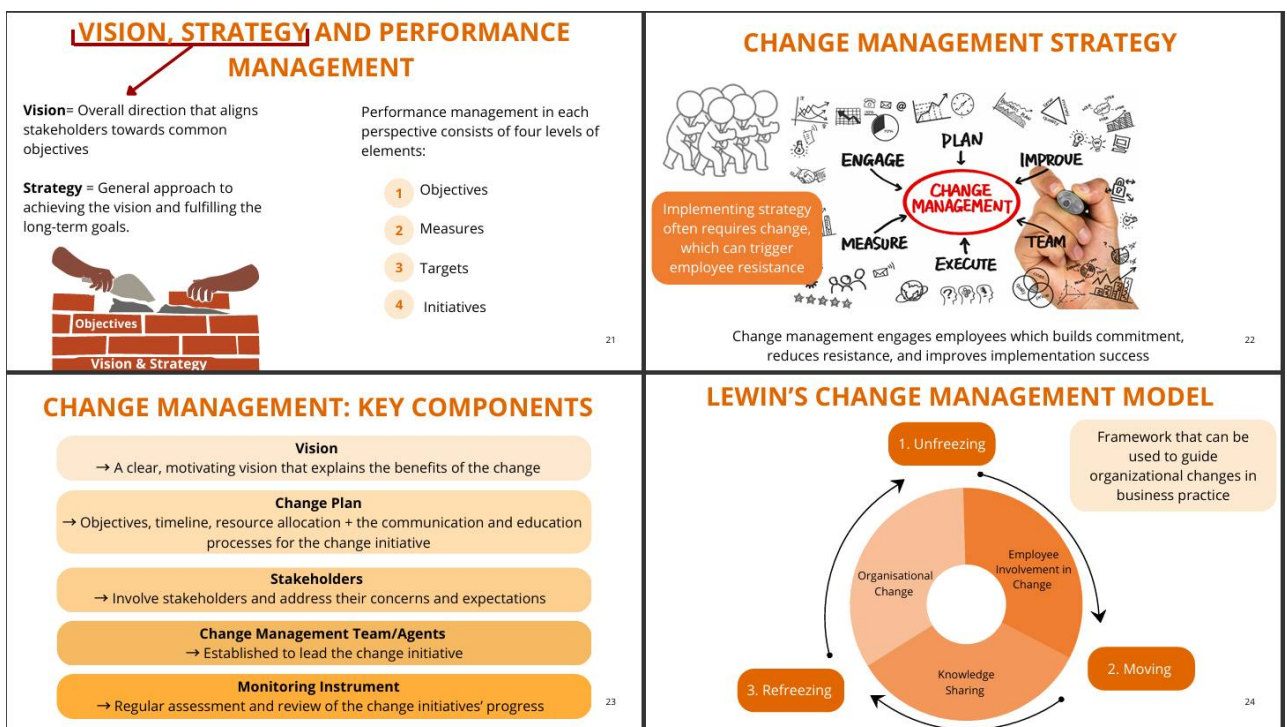 VISION, STRATEGY AND PERFORMANCE
MANAGEMENT
Vision= Overall direction that aligns
stakeholders towards common
objectives
Strategy = General approach to
achieving the vision and fulfilling the
long-term goals.
Objectives
Vision & Strategy
Performance management in each
perspective consists of four levels of
elements:
1 Objectives
2 Measures
3 Targets
4 Initiatives
21
CHANGE MANAGEMENT STRATEGY
Implementing strategy
often requires change,
which can trigger
employee resistance
PLAN
ENGAGE
IMPROVE
CHANGE
MANAGEMENT
MEASURE
TEAM
EXECUTE
Change management engages employees which builds commitment,
reduces resistance, and improves implementation success
22
CHANGE MANAGEMENT: KEY COMPONENTS
Vision
→ A clear, motivating vision that explains the benefits of the change
Change Plan
→ Objectives, timeline, resource allocation + the communication and education
processes for the change initiative
Stakeholders
→ Involve stakeholders and address their concerns and expectations
Change Management Team/Agents
→ Established to lead the change initiative
Monitoring Instrument
→ Regular assessment and review of the change initiatives’ progress
23
LEWIN’S CHANGE MANAGEMENT MODEL
1. Unfreezing
Framework that can be
used to guide
organizational changes in
business practice
Employee
Involvement in
Change
Organisational
Change
Knowledge
Sharing
2. Moving
3. Refreezing
24